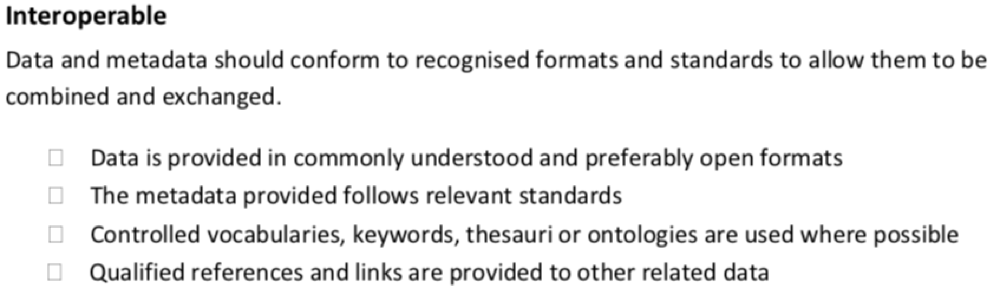 Interoperable
Data and metadata should conform to recognised formats and standards to allow them to be
combined and exchanged.
☐ Data is provided in commonly understood and preferably open formats
☐ The metadata provided follows relevant standards
☐ Controlled vocabularies, keywords, thesauri or ontologies are used where possible
☐ Qualified references and links are provided to other related data